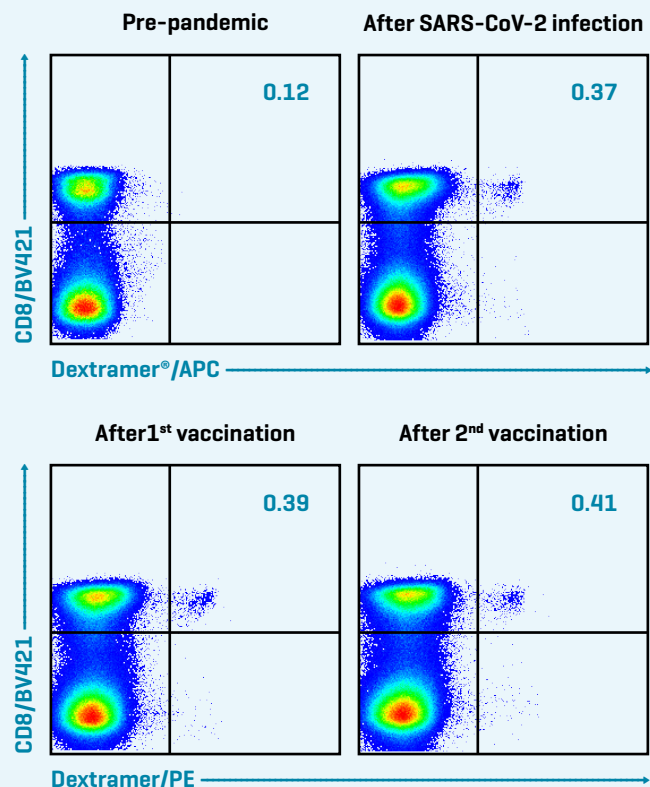 Pre-pandemic
After SARS-CoV-2 infection
0.12
0.37
CD8/BV421
Dextramer®/APC
After1st vaccination
After 2nd vaccination
0.39
0.41
CD8/BV421
Dextramer/PE